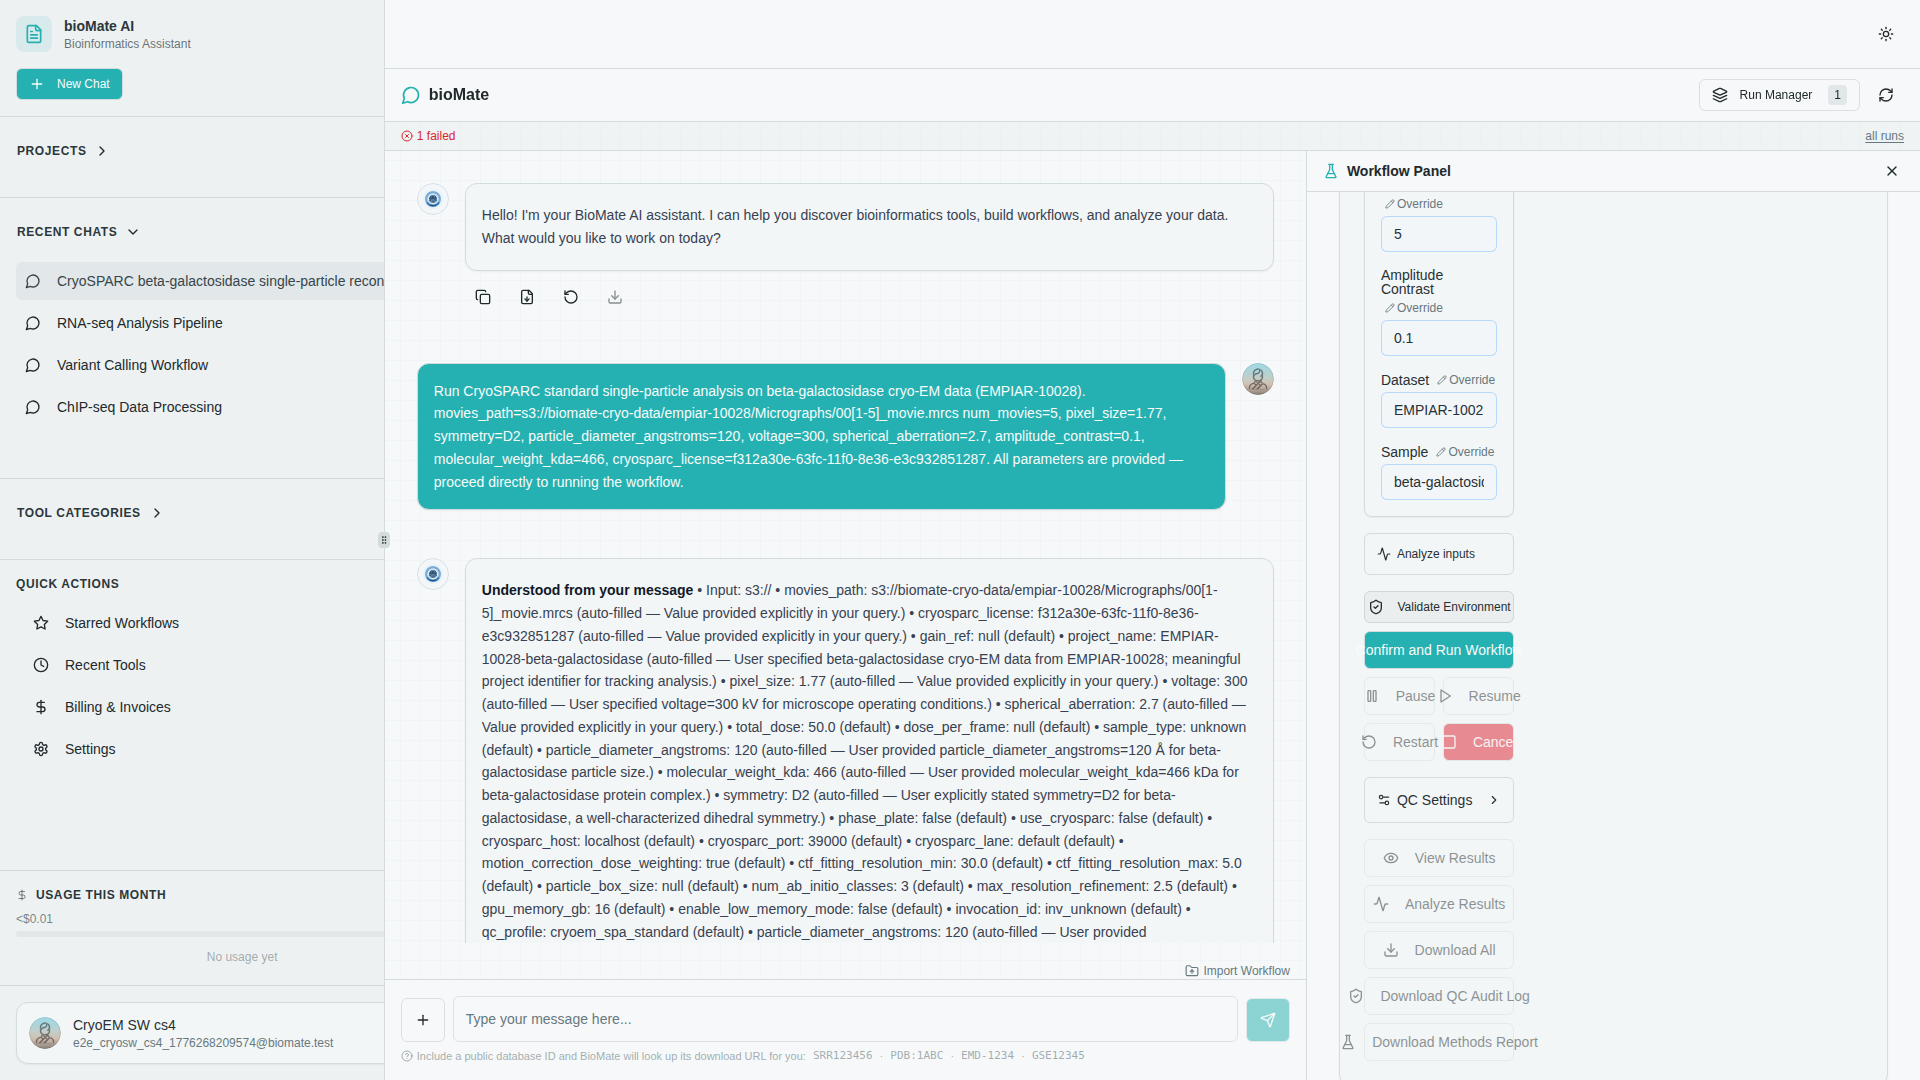 bioMate AI
Bioinformatics Assistant
New Chat
PROJECTS
RECENT CHATS
CryoSPARC beta-galactosidase single-particle recon
RNA-seq Analysis Pipeline
Variant Calling Workflow
ChIP-seq Data Processing
TOOL CATEGORIES
QUICK ACTIONS
Starred Workflows
Recent Tools
Billing & Invoices
Settings
USAGE THIS MONTH
<$0.01
No usage yet
CryoEM SW cs4
e2e_cryosw_cs4_1776268209574@biomate.test
bioMate
Run Manager 1
1 failed
all runs
Hello! I'm your BioMate AI assistant. I can help you discover bioinformatics tools, build workflows, and analyze your data.
What would you like to work on today?
Run CryoSPARC standard single-particle analysis on beta-galactosidase cryo-EM data (EMPIAR-10028).
movies_path=s3://biomate-cryo-data/empiar-10028/Micrographs/00[1-5]_movie.mrcs num_movies=5, pixel_size=1.77,
symmetry=D2, particle_diameter_angstroms=120, voltage=300, spherical_aberration=2.7, amplitude_contrast=0.1,
molecular_weight_kda=466, cryosparc_license=f312a30e-63fc-11f0-8e36-e3c932851287. All parameters are provided —
proceed directly to running the workflow.
Understood from your message • Input: s3:// • movies_path: s3://biomate-cryo-data/empiar-10028/Micrographs/00[1-
5]_movie.mrcs (auto-filled — Value provided explicitly in your query.) • cryosparc_license: f312a30e-63fc-11f0-8e36-
e3c932851287 (auto-filled — Value provided explicitly in your query.) • gain_ref: null (default) • project_name: EMPIAR-
10028-beta-galactosidase (auto-filled — User specified beta-galactosidase cryo-EM data from EMPIAR-10028; meaningful
project identifier for tracking analysis.) • pixel_size: 1.77 (auto-filled — Value provided explicitly in your query.) • voltage: 300
(auto-filled — User specified voltage=300 kV for microscope operating conditions.) • spherical_aberration: 2.7 (auto-filled —
Value provided explicitly in your query.) • total_dose: 50.0 (default) • dose_per_frame: null (default) • sample_type: unknown
(default) • particle_diameter_angstroms: 120 (auto-filled — User provided particle_diameter_angstroms=120 Å for beta-
galactosidase particle size.) • molecular_weight_kda: 466 (auto-filled — User provided molecular_weight_kda=466 kDa for
beta-galactosidase protein complex.) • symmetry: D2 (auto-filled — User explicitly stated symmetry=D2 for beta-
galactosidase, a well-characterized dihedral symmetry.) • phase_plate: false (default) • use_cryosparc: false (default) •
cryosparc_host: localhost (default) • cryosparc_port: 39000 (default) • cryosparc_lane: default (default) •
motion_correction_dose_weighting: true (default) • ctf_fitting_resolution_min: 30.0 (default) • ctf_fitting_resolution_max: 5.0
(default) • particle_box_size: null (default) • num_ab_initio_classes: 3 (default) • max_resolution_refinement: 2.5 (default) •
gpu_memory_gb: 16 (default) • enable_low_memory_mode: false (default) • invocation_id: inv_unknown (default) •
qc_profile: cryoem_spa_standard (default) • particle_diameter_angstroms: 120 (auto-filled — User provided
Import Workflow
Type your message here...
Include a public database ID and BioMate will look up its download URL for you: SRR123456 · PDB:1ABC · EMD-1234 · GSE12345
Workflow Panel
Override
5
Amplitude
Contrast
Override
0.1
Dataset Override
EMPIAR-1002
Sample Override
beta-galactosid
Analyze inputs
Validate Environment
Confirm and Run Workflow
Pause Resume
Restart Cance
QC Settings
View Results
Analyze Results
Download All
Download QC Audit Log
Download Methods Report